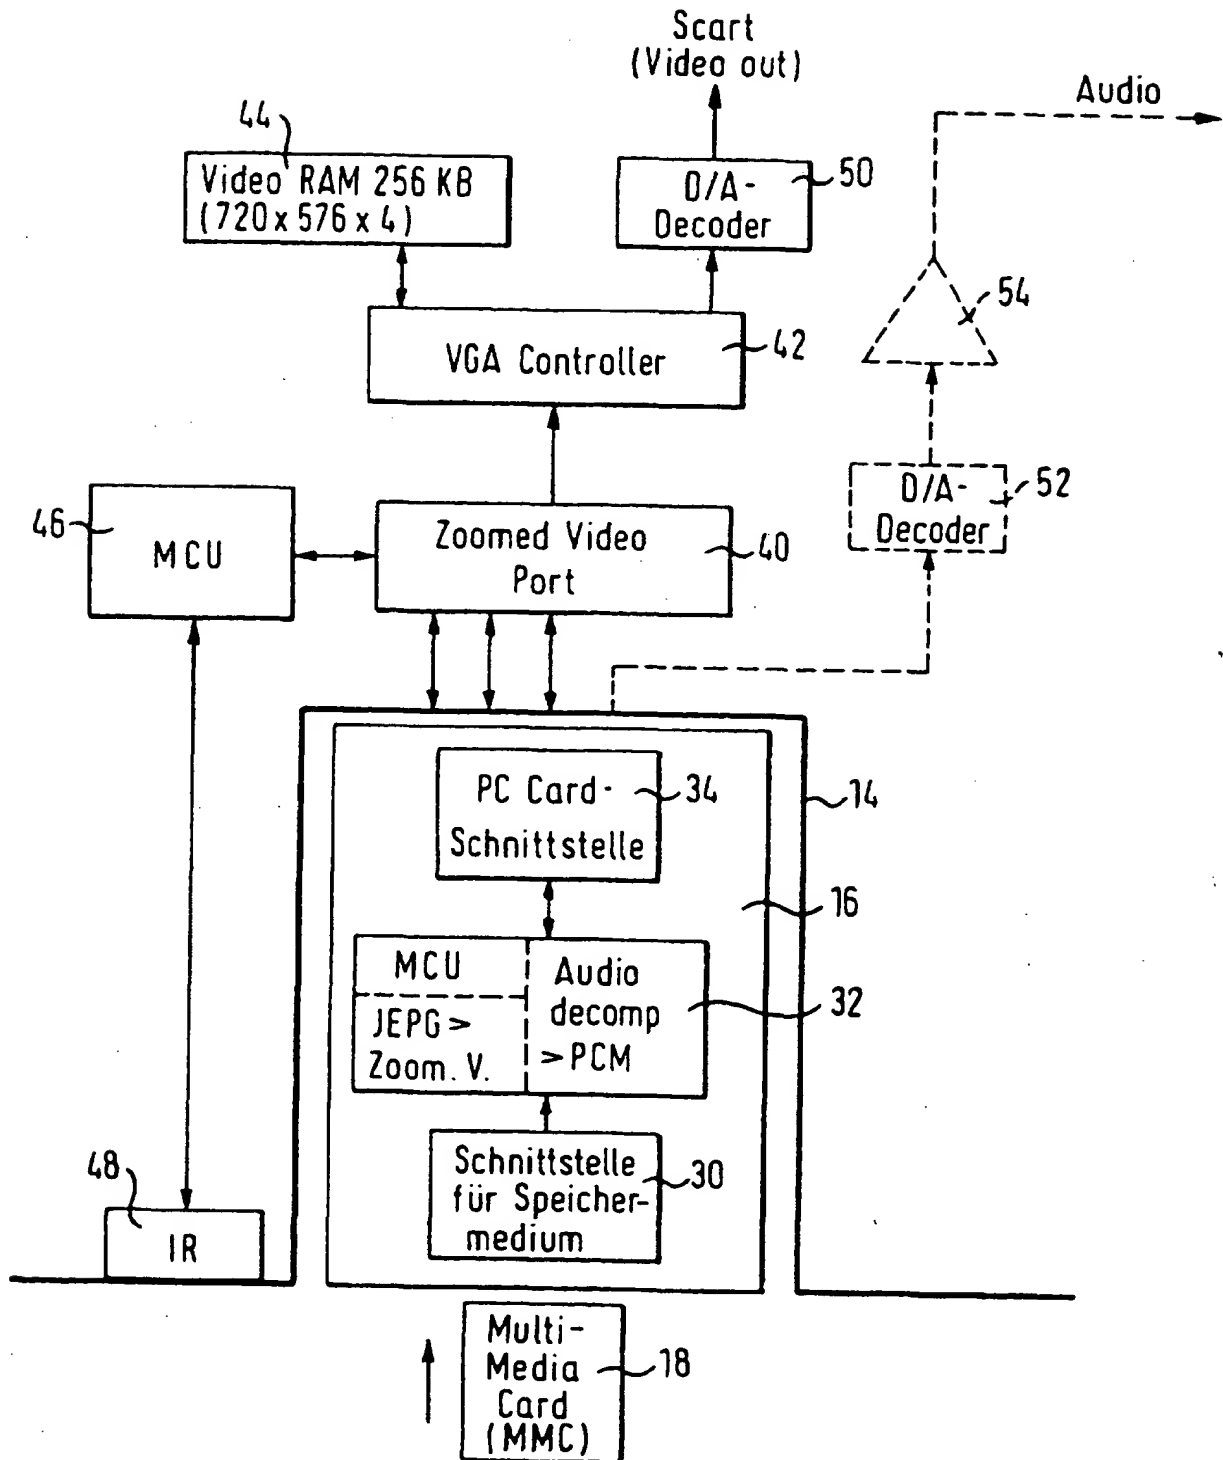 Scart
(Video out)
Audio
44
Video RAM 256 KB
(720 x 576 x 4)
D/A-
Decoder
50
54
VGA Controller
42
D/A-
Decoder
52
46
MCU
Zoomed Video
Port
40
PC Card-
Schnittstelle
34
14
16
MCU
JEPG >
Zoom. V.
Audio
decomp
> PCM
32
48
IR
Schnittstelle
für Speicher-
medium
30
Multi-
Media
Card
(MMC)
18